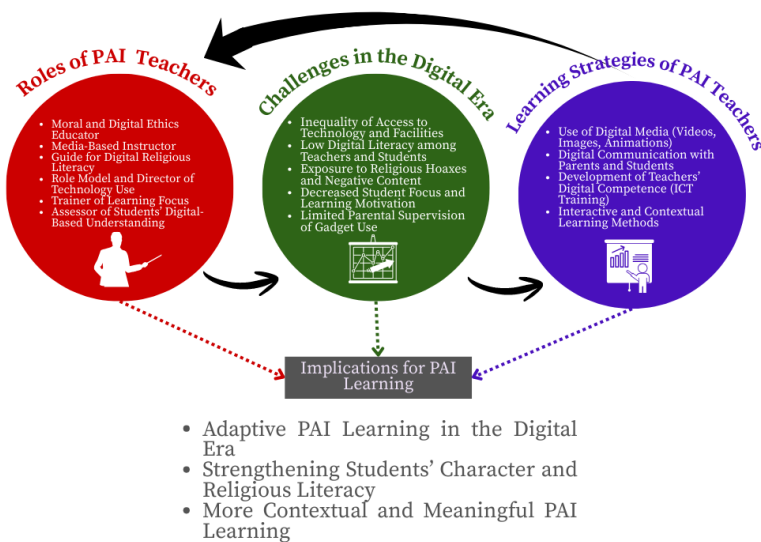 Roles of PAI Teachers
Moral and Digital Ethics
Educator
Media-Based Instructor
Guide for Digital Religious
Literacy
Role Model and Director of
Technology Use
Trainer of Learning Focus
Assessor of Students' Digital-
Based Understanding
Challenges in the Digital Era
Inequality of Access to
Technology and Facilities
Low Digital Literacy among
Teachers and Students
Exposure to Religious Hoaxes
and Negative Content
Decreased Student Focus and
Learning Motivation
Limited Parental Supervision
of Gadget Use
Learning Strategies of PAI Teachers
Use of Digital Media (Videos,
Images, Animations)
Digital Communication with
Parents and Students
Development of Teachers'
Digital Competence (ICT
Training)
Interactive and Contextual
Learning Methods
Implications for PAI
Learning
Adaptive PAI Learning in the Digital
Era
Strengthening Students' Character and
Religious Literacy
More Contextual and Meaningful PAI
Learning